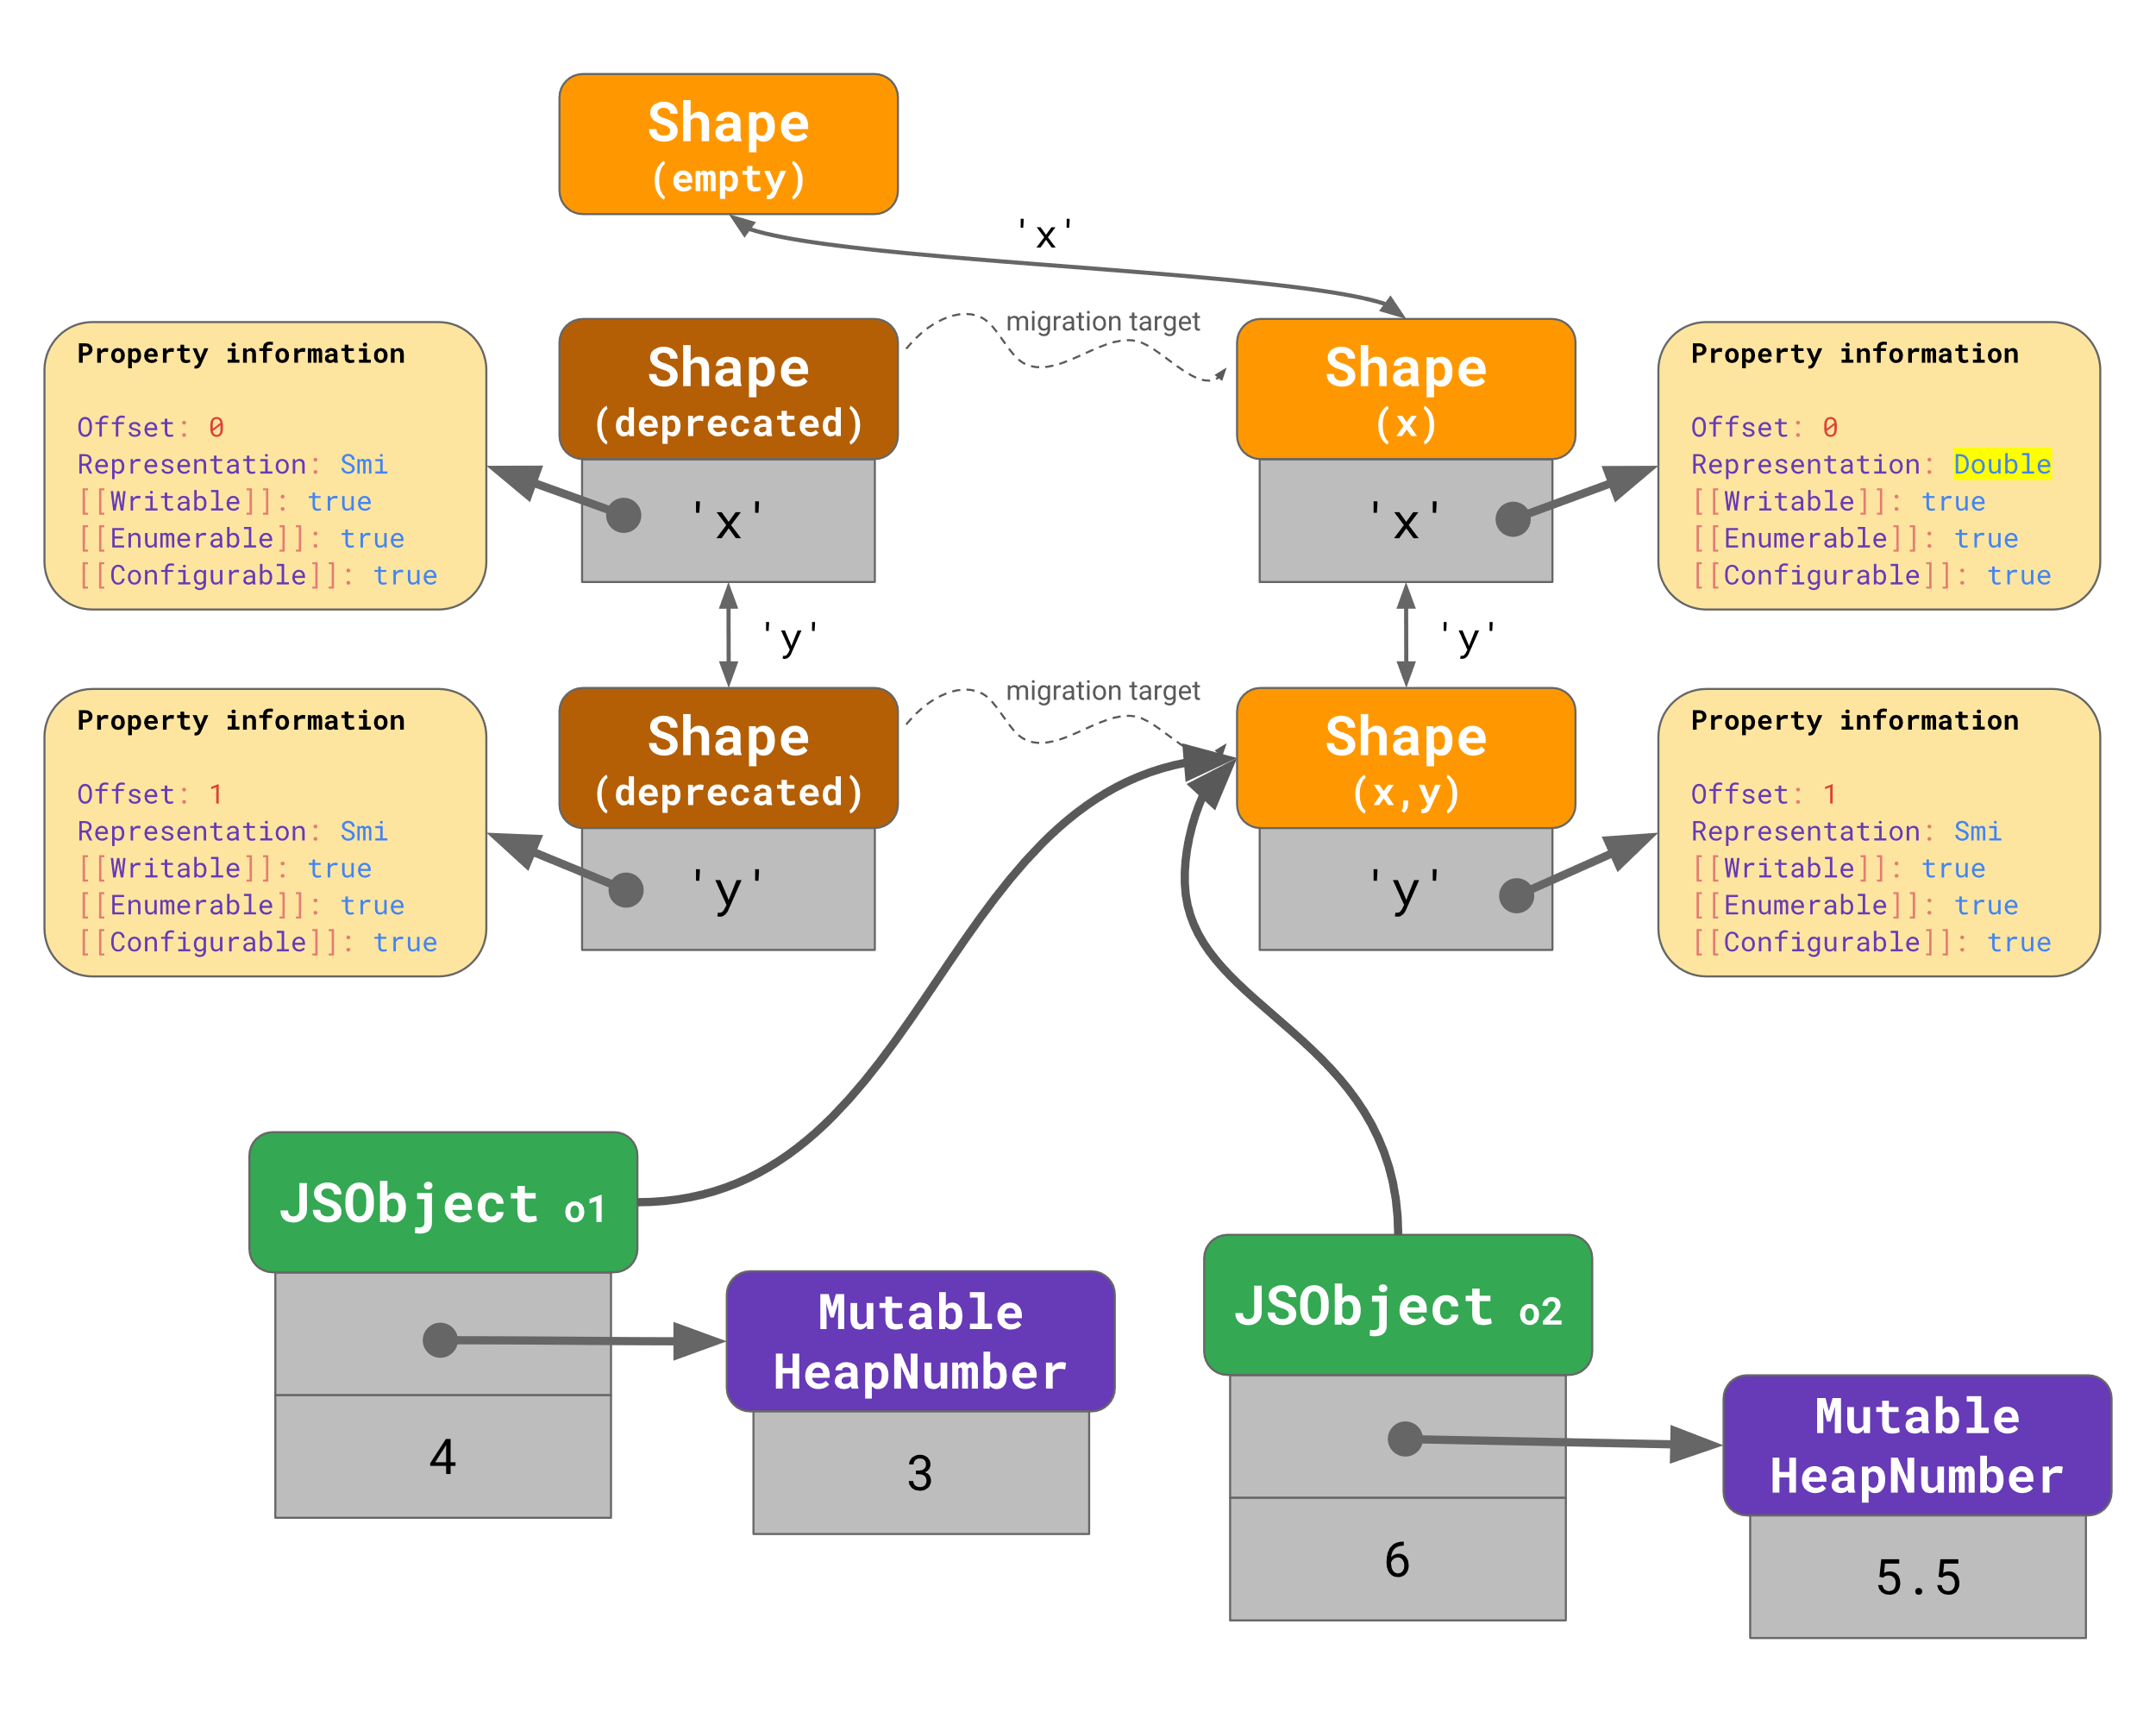 Shape
(empty)
'x'
Property information
Offset: 0
Representation: Smi
[[Writable]]: true
[[Enumerable]]: true
[[Configurable]]: true
Shape
(deprecated)
'x'
migration target
Shape
(x)
'x'
Property information
Offset: 0
Representation: Double
[[Writable]]: true
[[Enumerable]]: true
[[Configurable]]: true
'y'
'y'
Property information
Offset: 1
Representation: Smi
[[Writable]]: true
[[Enumerable]]: true
[[Configurable]]: true
Shape
(deprecated)
'y'
migration target
Shape
(x,y)
'y'
Property information
Offset: 1
Representation: Smi
[[Writable]]: true
[[Enumerable]]: true
[[Configurable]]: true
JSObject o1
4
Mutable
HeapNumber
3
JSObject o2
6
Mutable
HeapNumber
5.5